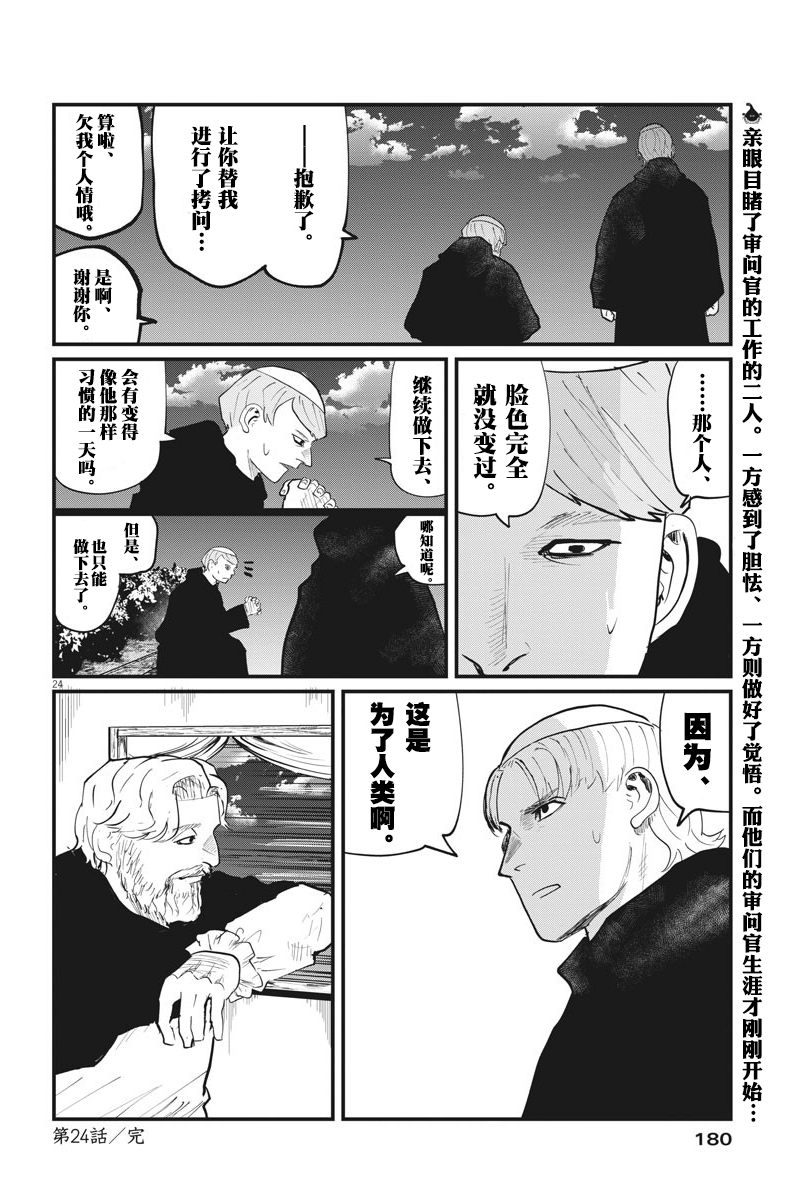 ——抱歉了。
让你替我
进行了拷问…
算啦、
欠我个人情哦。
是啊、
谢谢你。
……那个人、
脸色完全
就没变过。
继续做下去、
会有变得
像他那样
习惯的一天吗。
哪知道呢。
但是、
也只能
做下去了。
24
因为、
这是
为了人类啊。
亲眼目睹了审问官的工作的二人。一方感到了胆怯、一方则做好了觉悟。而他们的审问官生涯才刚刚开始…
第24話／完
180